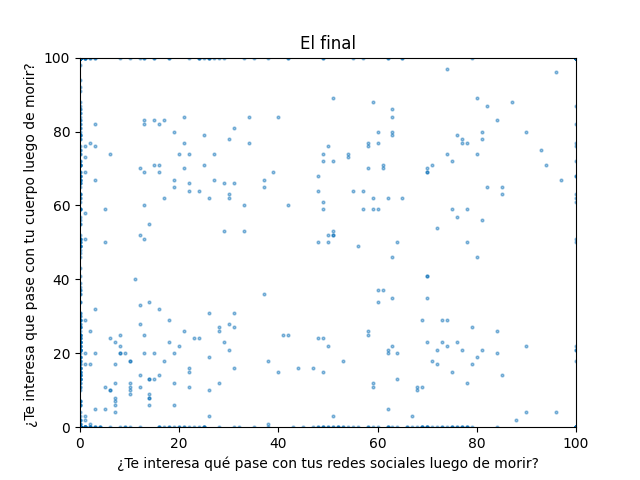 El final
100
80
60
40
20
0
¿Te interesa que pase con tu cuerpo luego de morir?
0 20 40 60 80 100
¿Te interesa qué pase con tus redes sociales luego de morir?